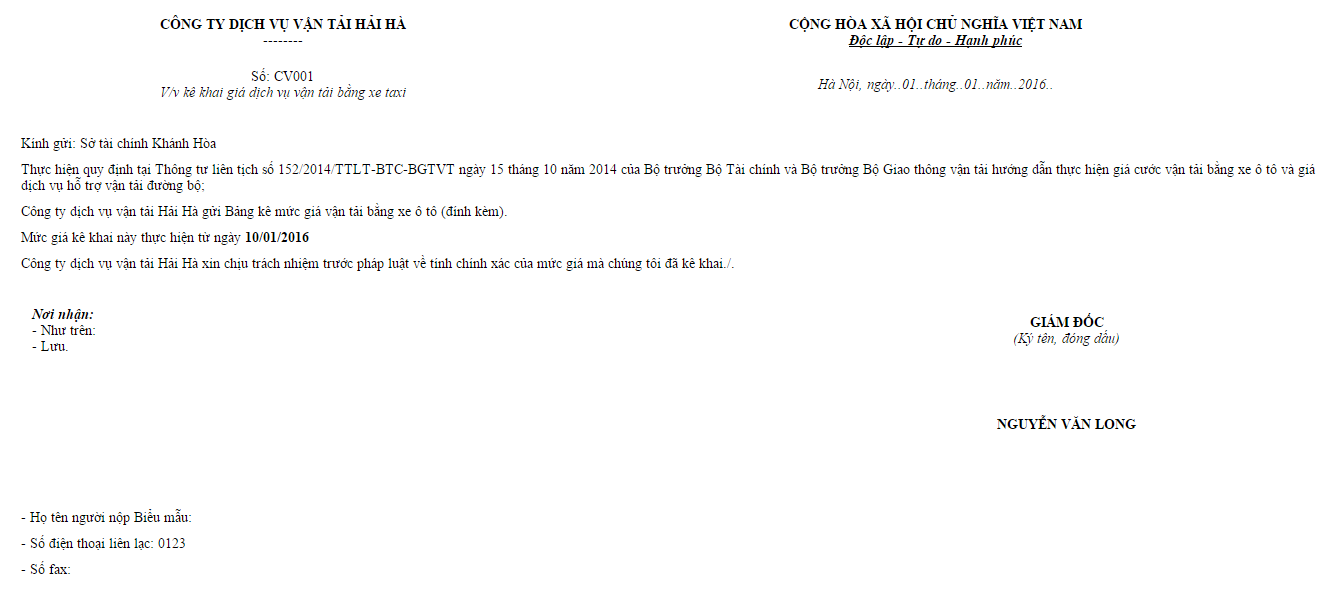 CÔNG TY DỊCH VỤ VẬN TẢI HẢI HÀ
--------
Số: CV001
V/v kê khai giá dịch vụ vận tải bằng xe taxi
CỘNG HÒA XÃ HỘI CHỦ NGHĨA VIỆT NAM
Độc lập - Tự do - Hạnh phúc
Hà Nội, ngày..01..tháng..01..năm..2016..
Kính gửi: Sở tài chính Khánh Hòa
Thực hiện quy định tại Thông tư liên tịch số 152/2014/TTLT-BTC-BGTVT ngày 15 tháng 10 năm 2014 của Bộ trưởng Bộ Tài chính và Bộ trưởng Bộ Giao thông vận tải hướng dẫn thực hiện giá cước vận tải bằng xe ô tô và giá
dịch vụ hỗ trợ vận tải đường bộ;
Công ty dịch vụ vận tải Hải Hà gửi Bảng kê mức giá vận tải bằng xe ô tô (đính kèm).
Mức giá kê khai này thực hiện từ ngày 10/01/2016
Công ty dịch vụ vận tải Hải Hà xin chịu trách nhiệm trước pháp luật về tính chính xác của mức giá mà chúng tôi đã kê khai./.
Nơi nhận:
- Như trên:
- Lưu.
GIÁM ĐỐC
(Ký tên, đóng dấu)
NGUYỄN VĂN LONG
- Họ tên người nộp Biểu mẫu:
- Số điện thoại liên lạc: 0123
- Số fax: